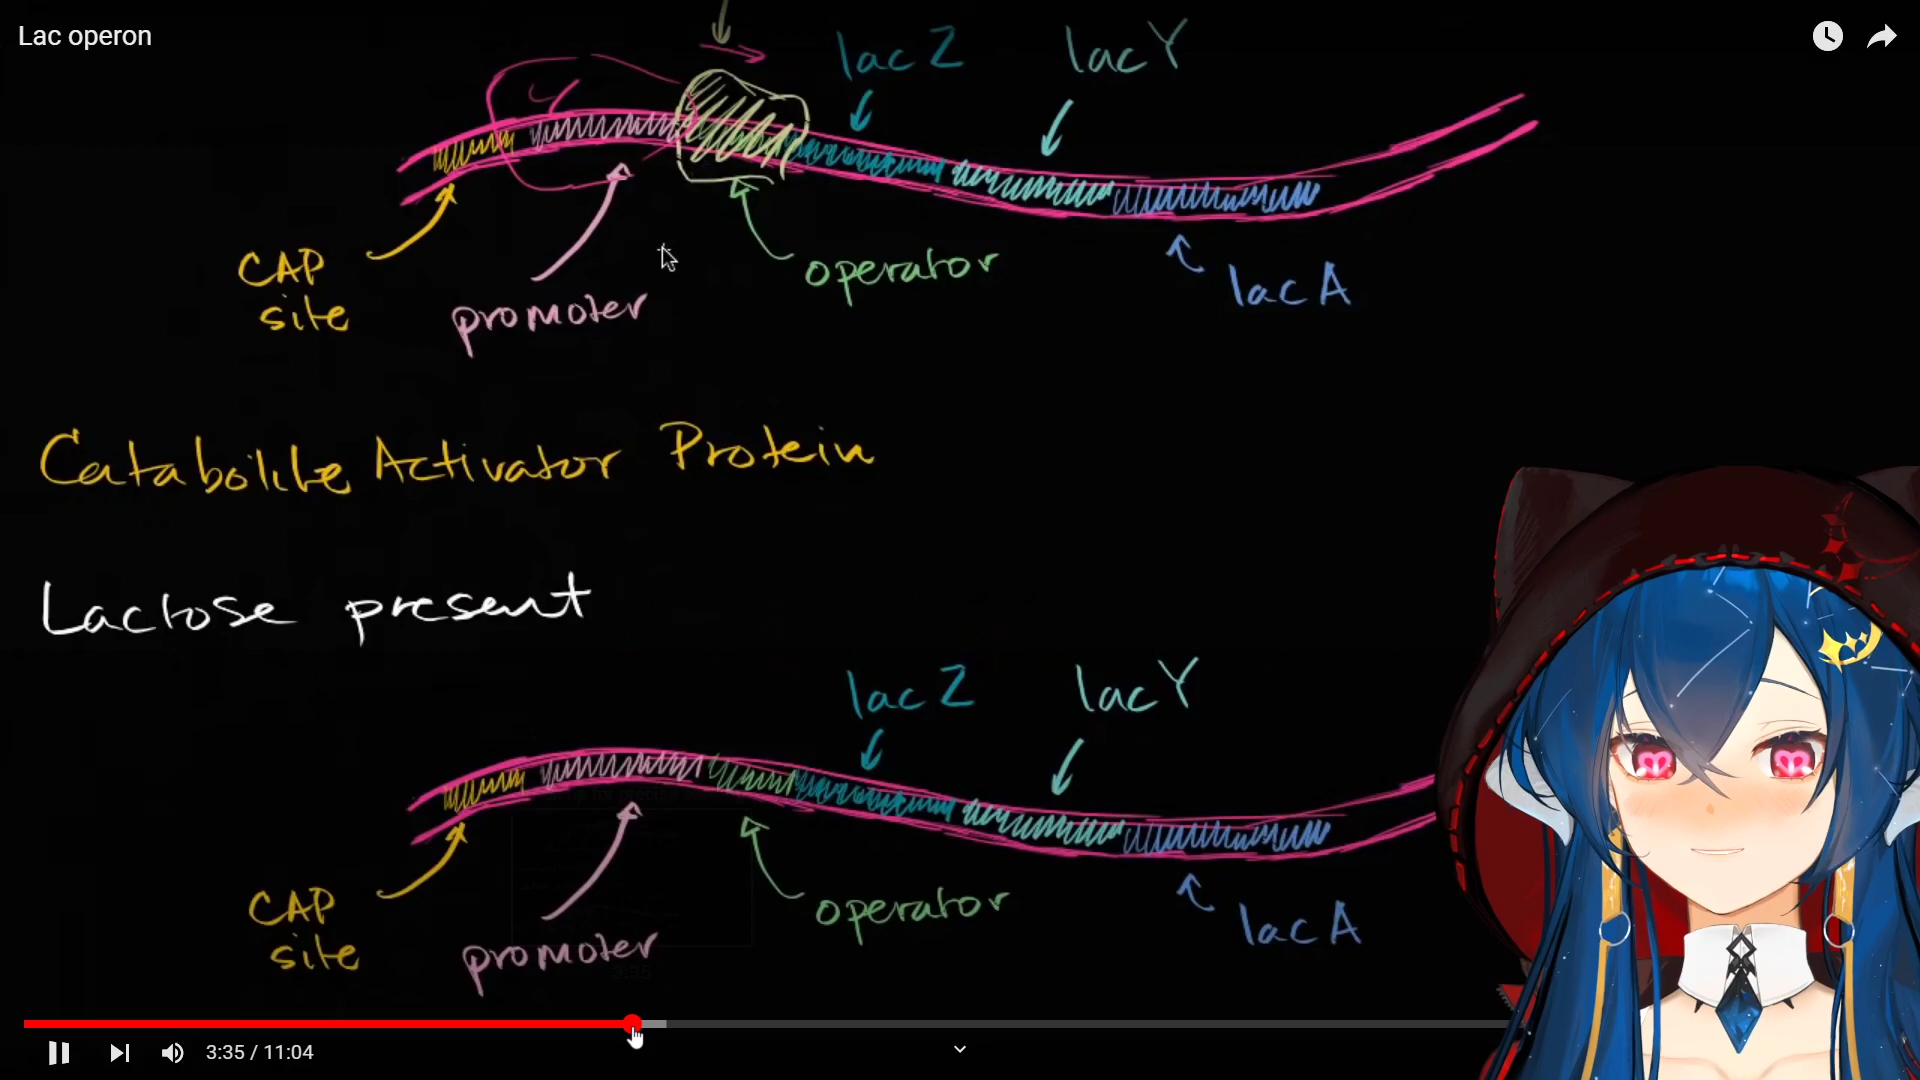 Lac operon
lac Z
lac Y
CAP
site
promoter
operator
lac A
Catabolite Activator Protein
Lactose present
lac Z
lac Y
CAP
site
promoter
operator
lac A
3:35 / 11:04